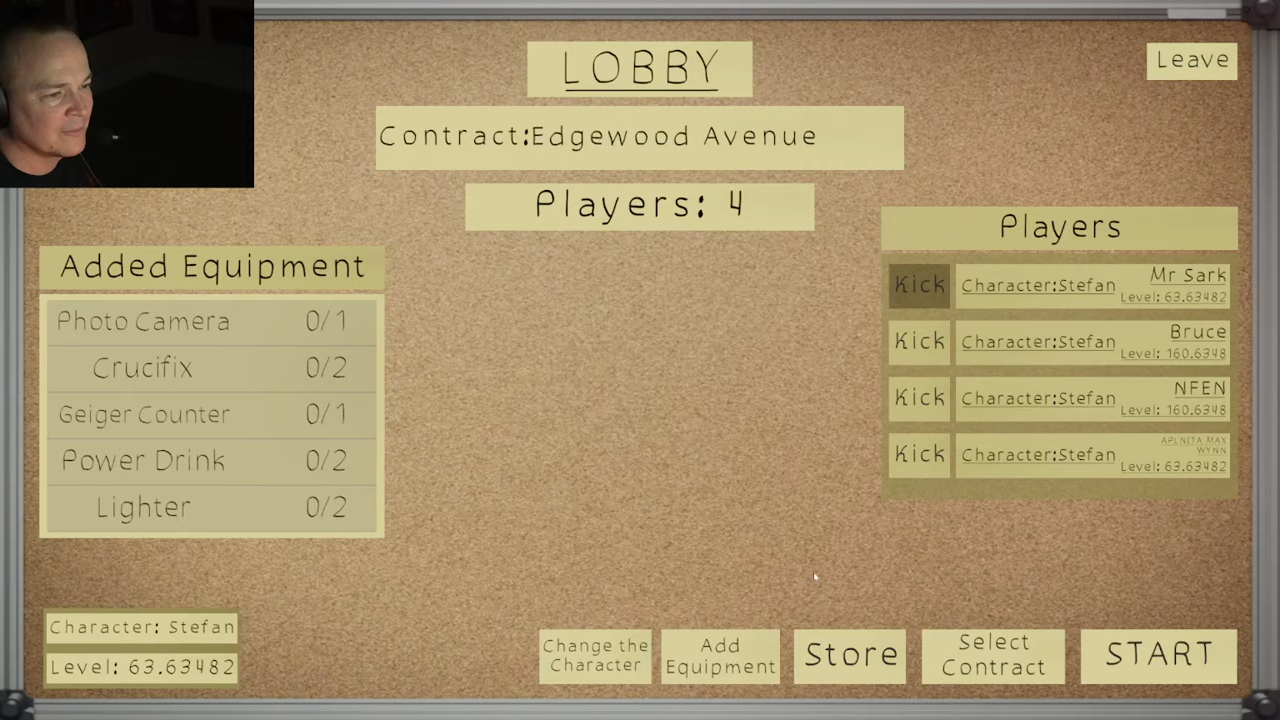 LOBBY
Leave
Contract:Edgewood Avenue
Players: 4
Added Equipment
Photo Camera 0/1
Crucifix 0/2
Geiger Counter 0/1
Power Drink 0/2
Lighter 0/2
Players
Kick Character:Stefan Mr Sark
Level: 63.63482
Kick Character:Stefan Bruce
Level: 160.6348
Kick Character:Stefan NFEN
Level: 160.6348
Kick Character:Stefan APLNITA MAX
WYNN
Level: 63.63482
Character: Stefan
Level: 63.63482
Change the
Character
Add
Equipment
Store
Select
Contract
START